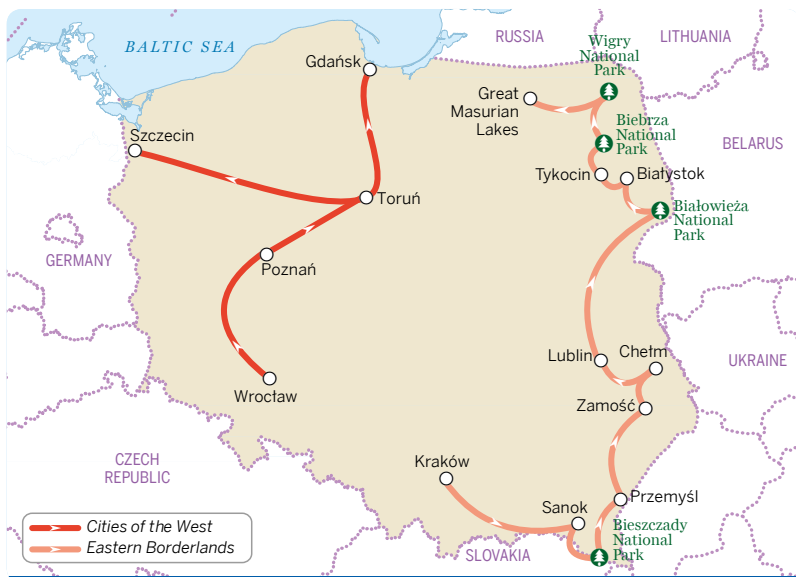 BALTIC SEA
RUSSIA
LITHUANIA
Gdańsk
Wigry
National
Park
Great
Masurian
Lakes
Biebrza
National
Park
BELARUS
Szczecin
Tykocin
Białystok
Toruń
Białowieża
National
Park
GERMANY
Poznań
Lublin
Chełm
UKRAINE
Wrocław
Zamość
CZECH
REPUBLIC
Kraków
Przemyśl
Sanok
Bieszczady
National
Park
SLOVAKIA
Cities of the West
Eastern Borderlands